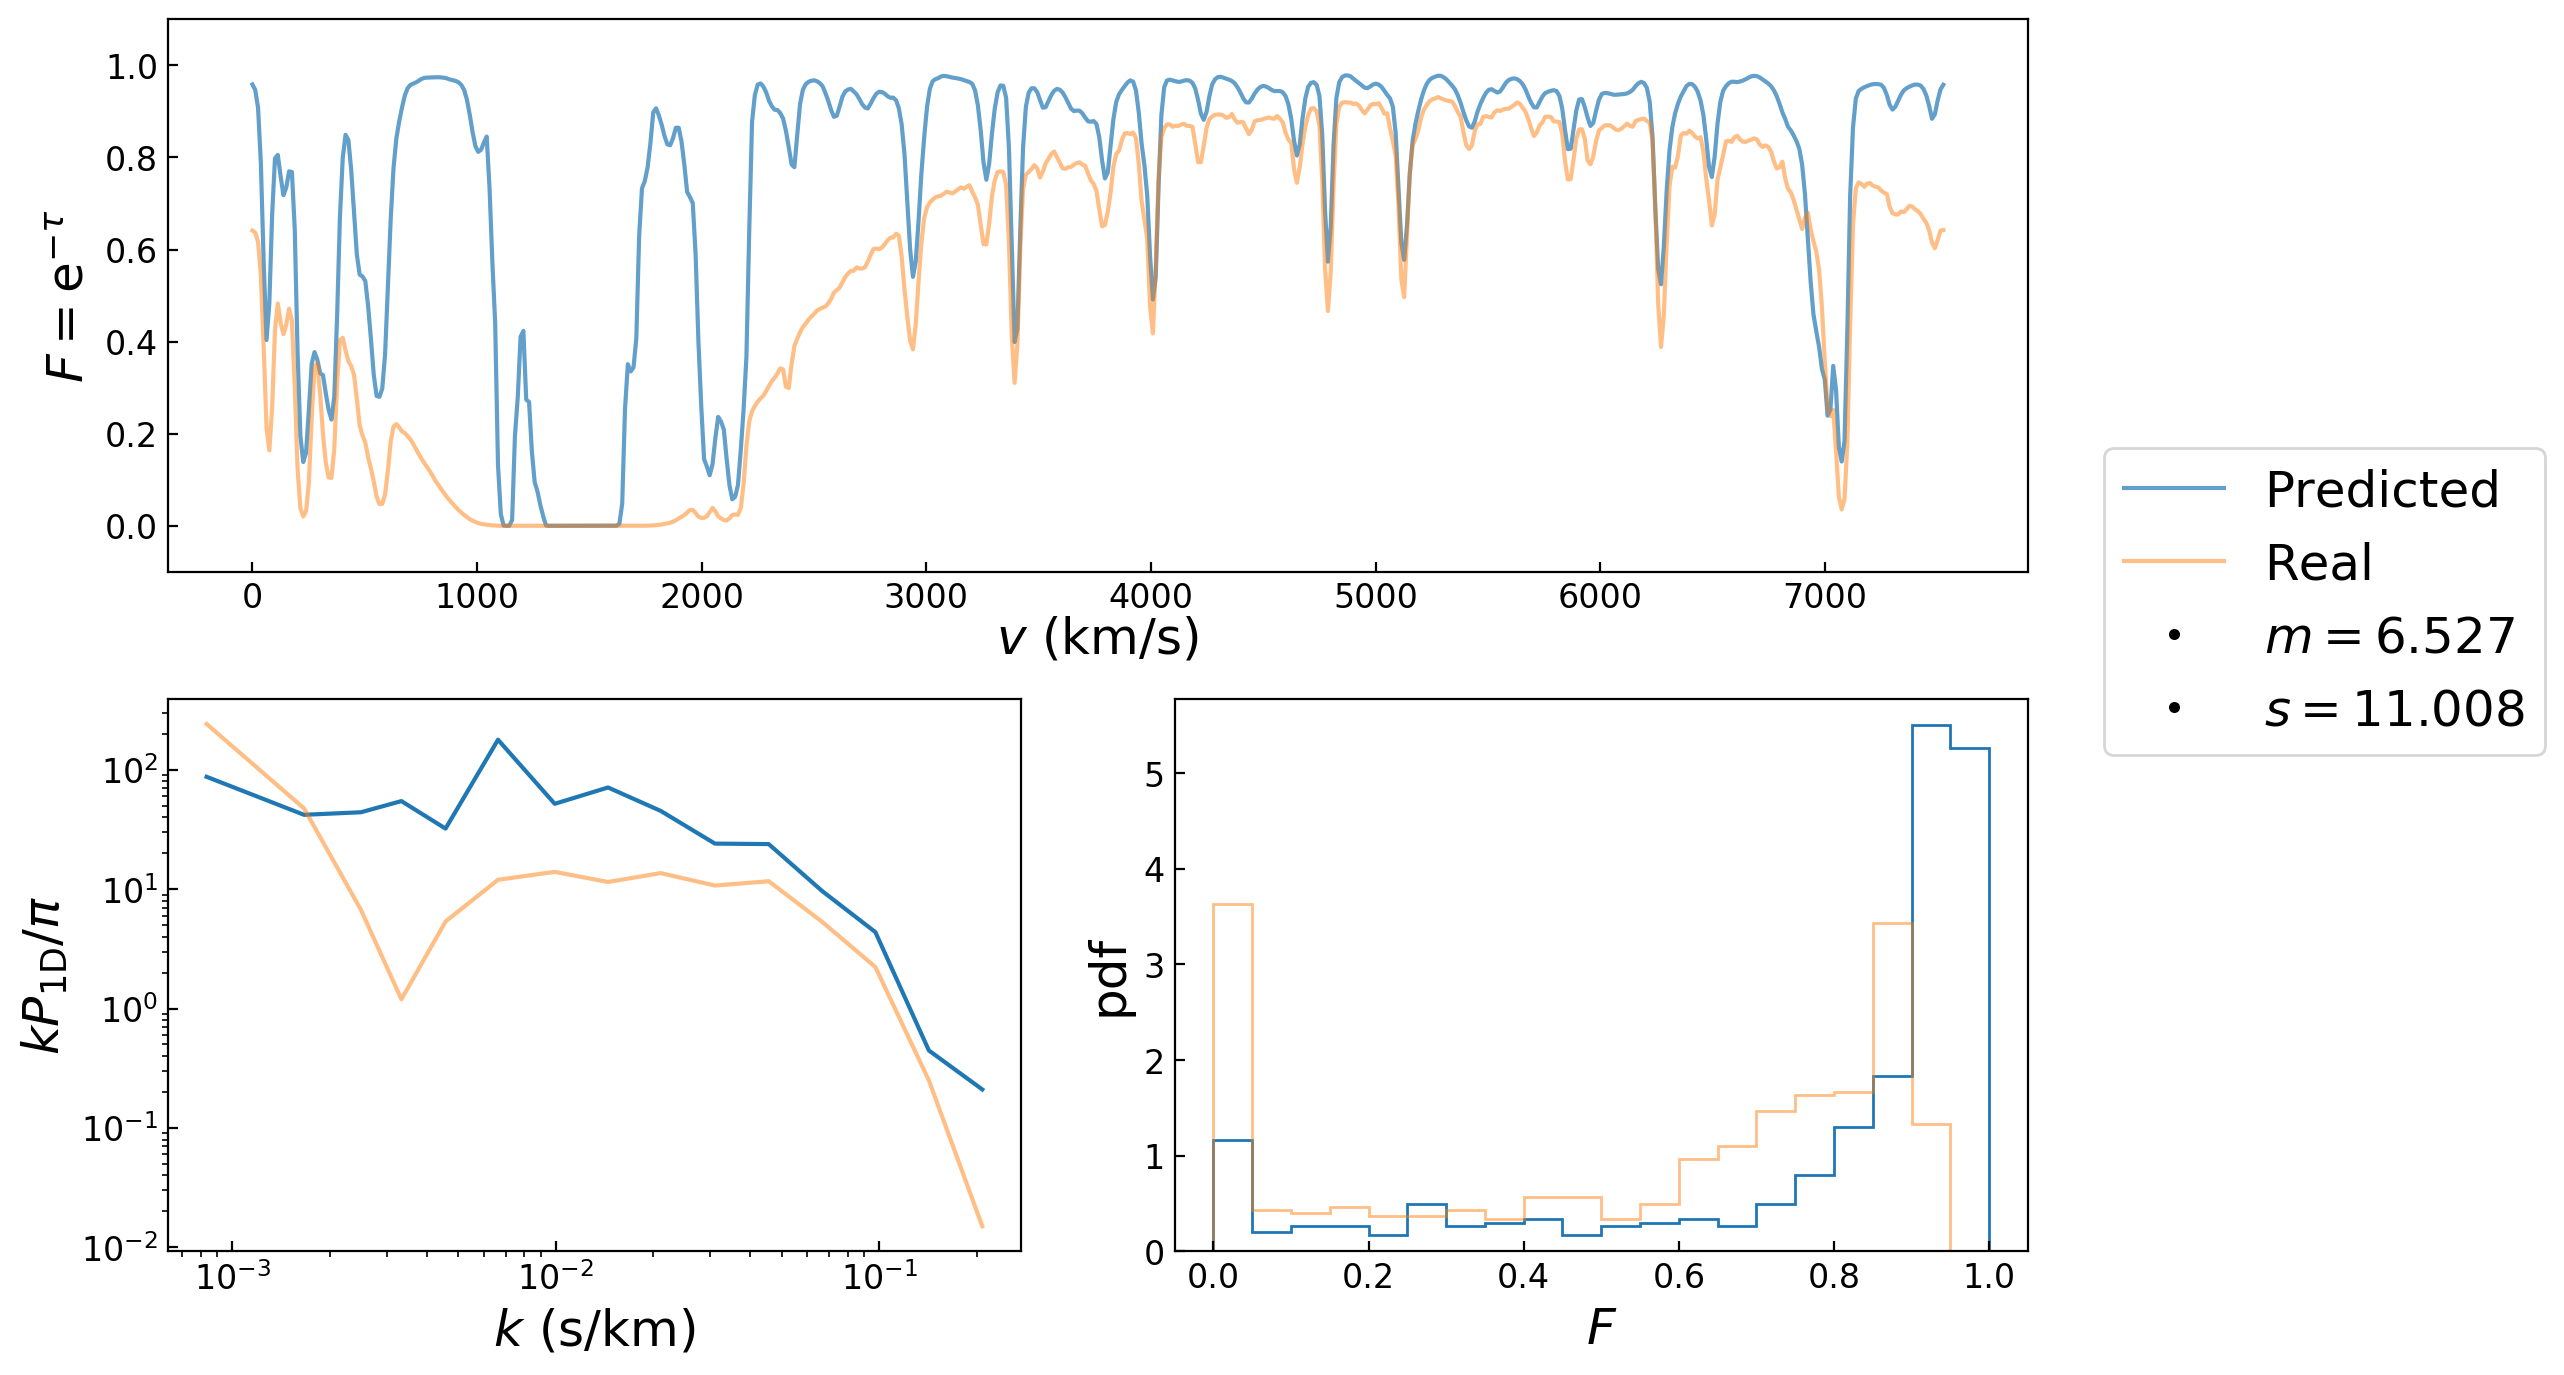 F = e^{-τ}
1.0
0.8
0.6
0.4
0.2
0.0
0 1000 2000 3000 4000 5000 6000 7000
v (km/s)
Predicted
Real
m = 6.527
s = 11.008
kP_{1D}/π
10^{2}
10^{1}
10^{0}
10^{-1}
10^{-2}
10^{-3} 10^{-2} 10^{-1}
k (s/km)
pdf
5
4
3
2
1
0
0.0 0.2 0.4 0.6 0.8 1.0
F